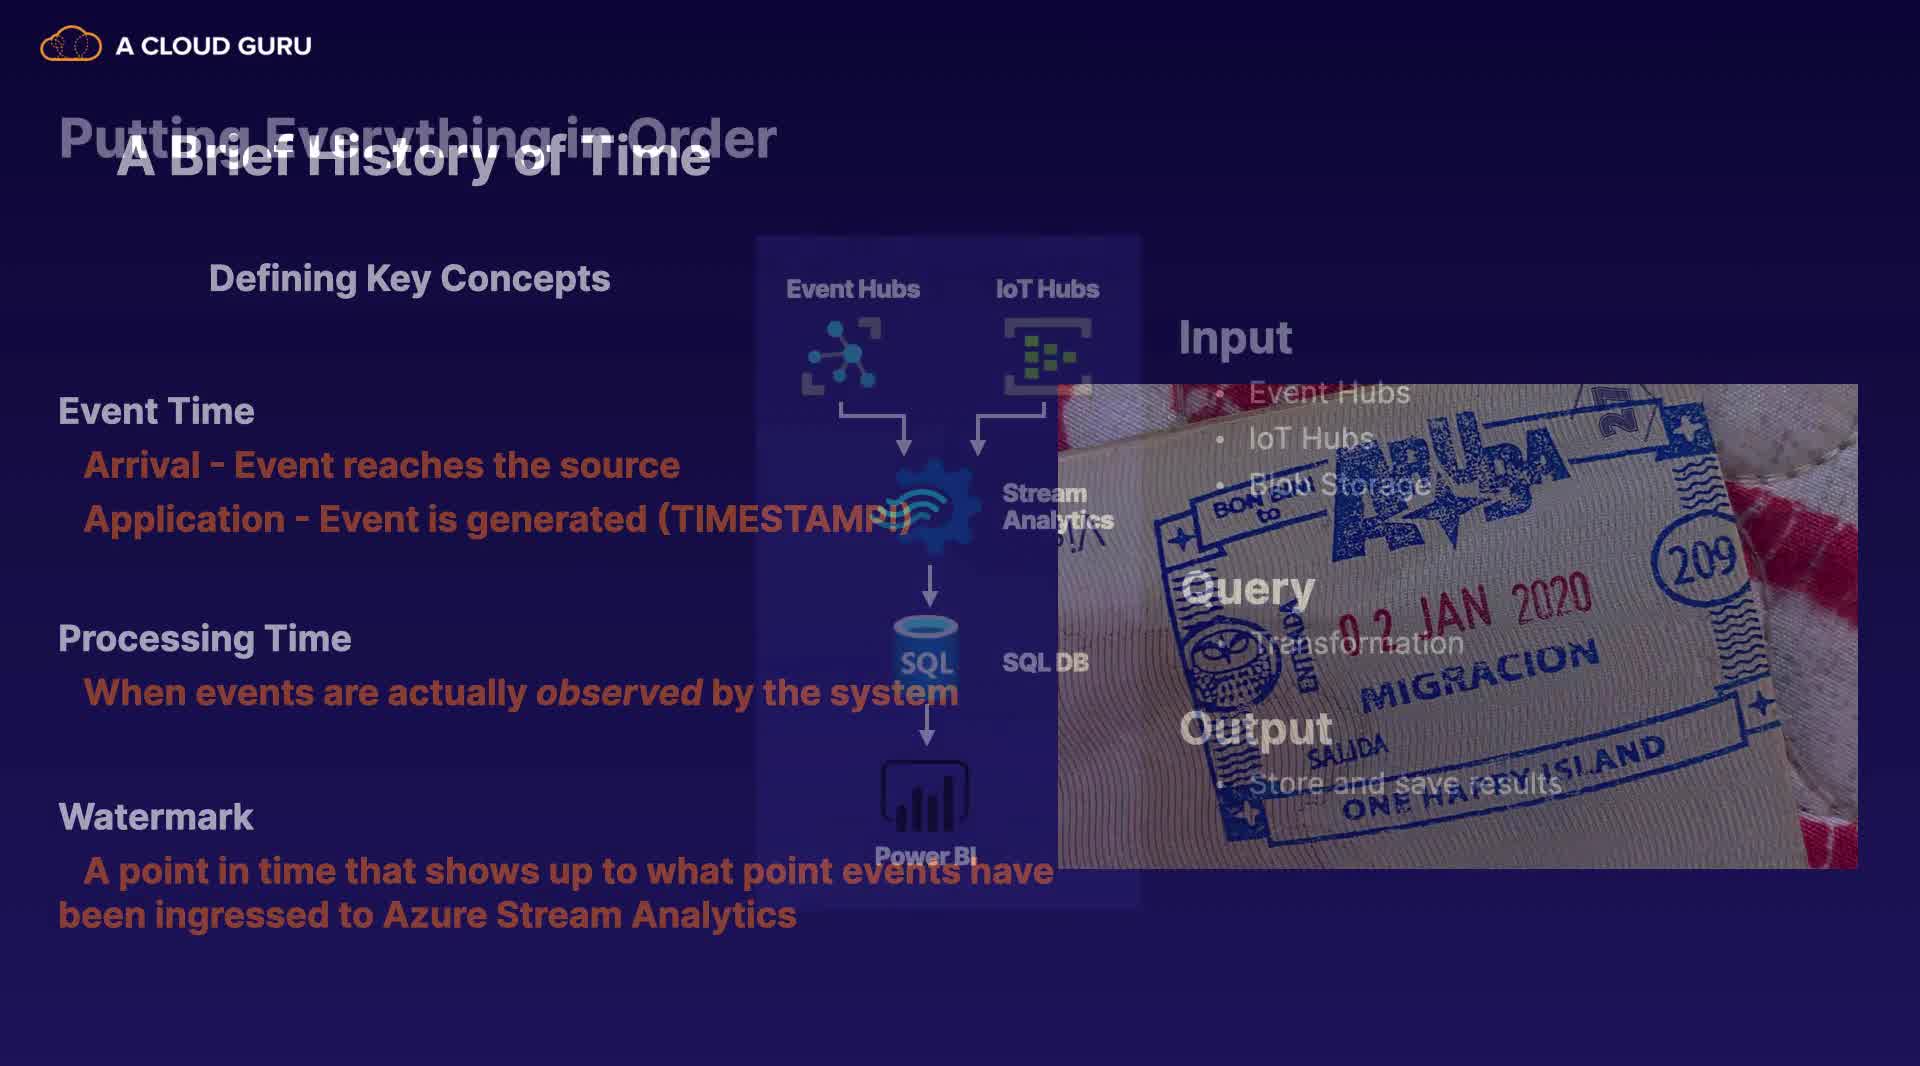 A CLOUD GURU
Putting Everything in Order
A Brief History of Time
Defining Key Concepts
Event Time
Arrival - Event reaches the source
Application - Event is generated (TIMESTAMP!)
Processing Time
When events are actually observed by the system
Watermark
A point in time that shows up to what point events have
been ingressed to Azure Stream Analytics
Event Hubs
IoT Hubs
Stream
Analytics
SQL
SQL DB
Power BI
Input
• Event Hubs
• IoT Hubs
• Blob Storage
Query
Transformation
Output
• Store and save results
BON BINI
to
ARUBA
209
02 JAN 2020
MIGRACION
SALIDA
ONE HAPPY ISLAND